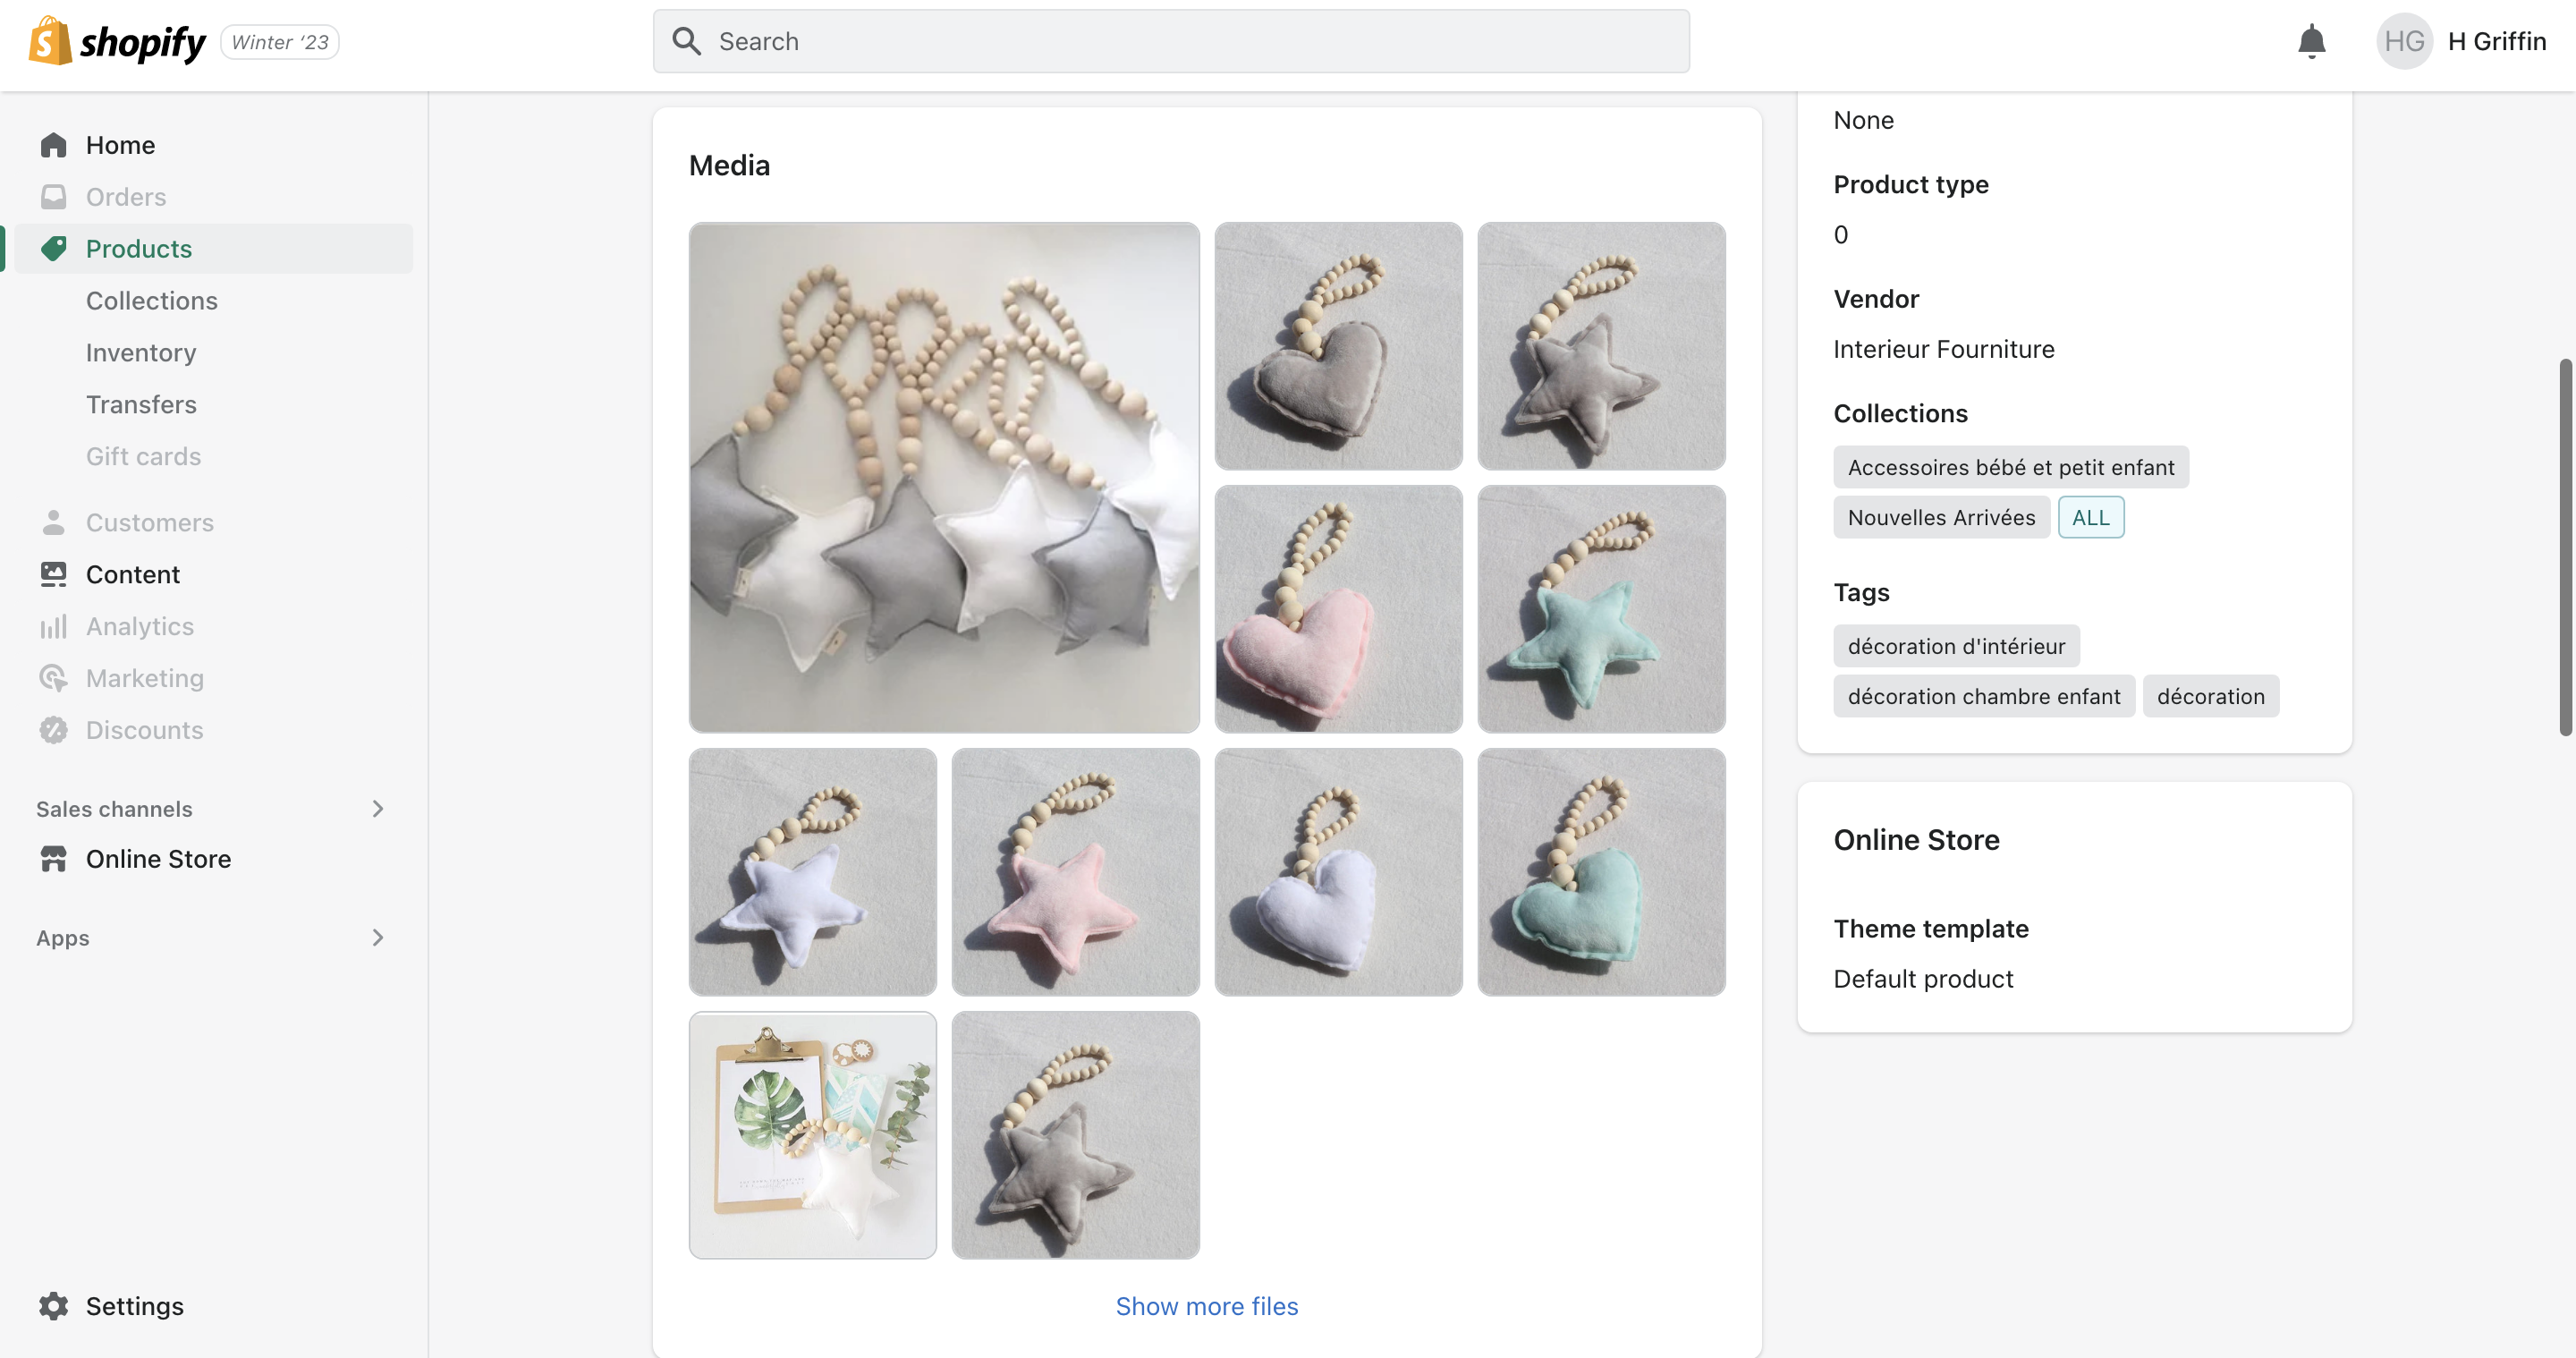 shopify
Winter ‘23
Search
HG
H Griffin
Home
Orders
Products
Collections
Inventory
Transfers
Gift cards
Customers
Content
Analytics
Marketing
Discounts
Sales channels
Online Store
Apps
Settings
Media
Show more files
None
Product type
0
Vendor
Interieur Fourniture
Collections
Accessoires bébé et petit enfant
Nouvelles Arrivées ALL
Tags
décoration d'intérieur
décoration chambre enfant décoration
Online Store
Theme template
Default product